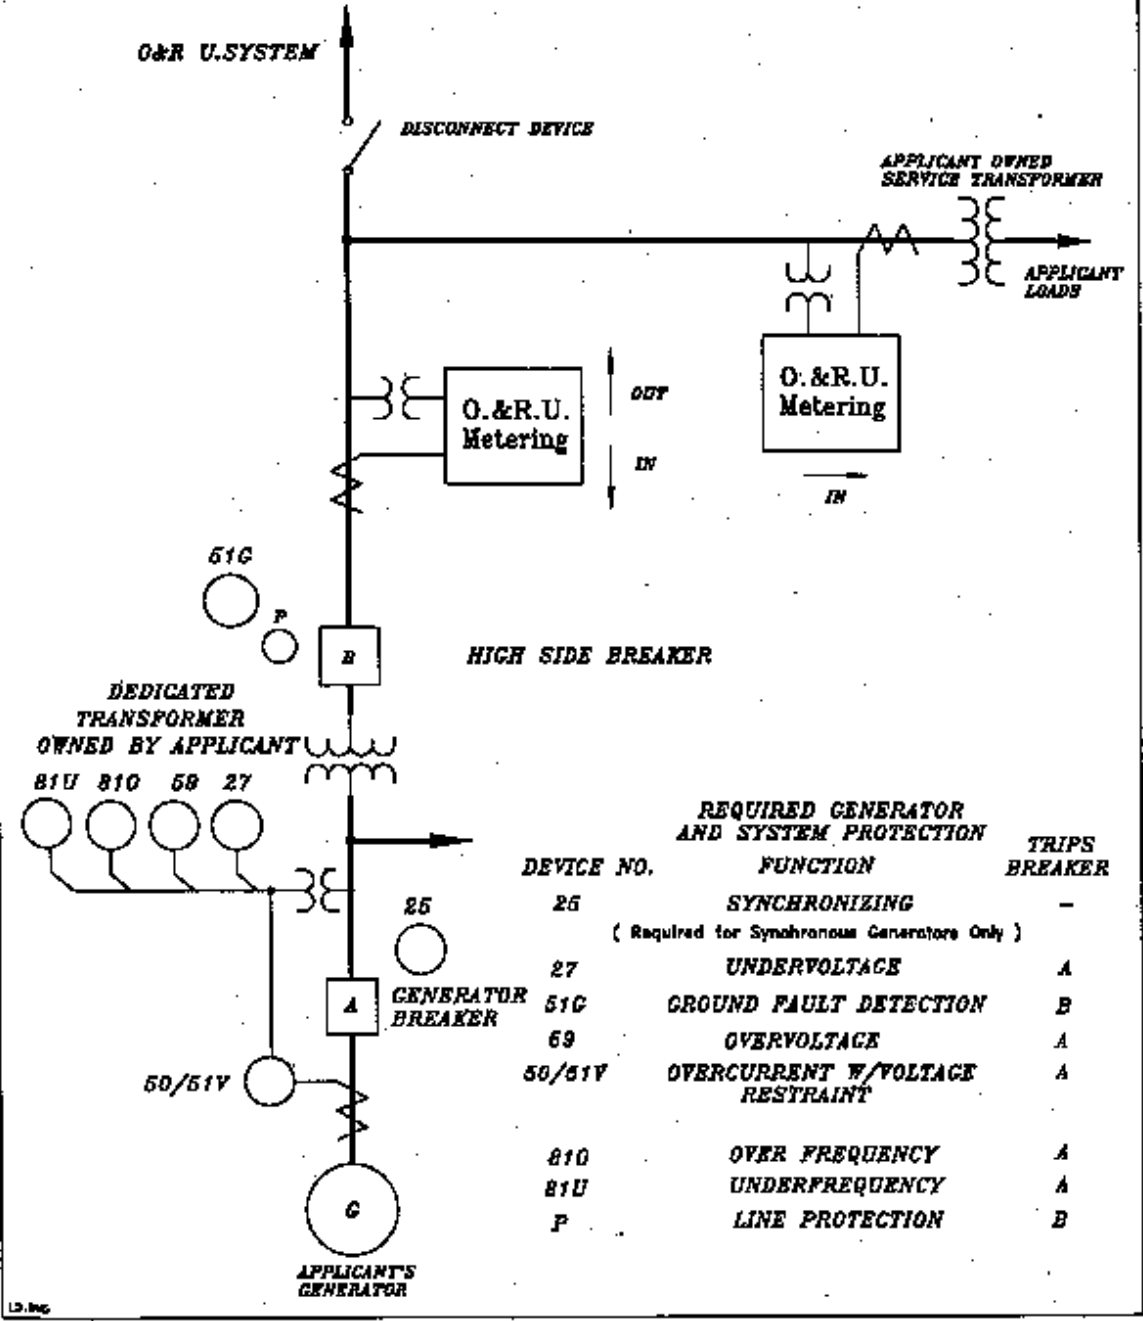 O&R U.SYSTEM
DISCONNECT DEVICE
APPLICANT OWNED
SERVICE TRANSFORMER
APPLICANT
LOADS
O.&R.U.
Metering
OUT
IN
O.&R.U.
Metering
IN
51G
P
B
HIGH SIDE BREAKER
DEDICATED
TRANSFORMER
OWNED BY APPLICANT
81U 81O 59 27
25
A
GENERATOR
BREAKER
50/51V
G
APPLICANT'S
GENERATOR
REQUIRED GENERATOR
AND SYSTEM PROTECTION
DEVICE NO. FUNCTION TRIPS BREAKER
25 SYNCHRONIZING –
( Required for Synchronous Generators Only )
27 UNDERVOLTAGE A
51G GROUND FAULT DETECTION B
59 OVERVOLTAGE A
50/51V OVERCURRENT W/VOLTAGE A
RESTRAINT
81O OVER FREQUENCY A
81U UNDERFREQUENCY A
P LINE PROTECTION B